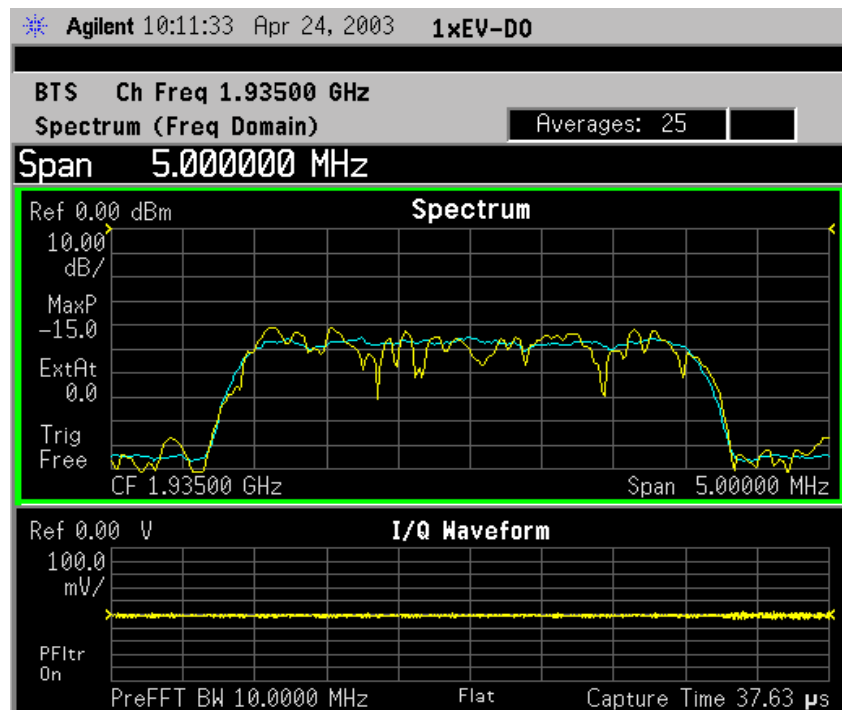 Agilent 10:11:33 Apr 24, 2003 1xEV-DO
BTS Ch Freq 1.93500 GHz
Spectrum (Freq Domain) Averages: 25
Span 5.000000 MHz
Ref 0.00 dBm Spectrum
10.00
dB/
MaxP
-15.0
ExtAt
0.0
Trig
Free
CF 1.93500 GHz Span 5.00000 MHz
Ref 0.00 V I/Q Waveform
100.0
mV/
PFltr
On
PreFFT BW 10.0000 MHz Flat Capture Time 37.63 µs